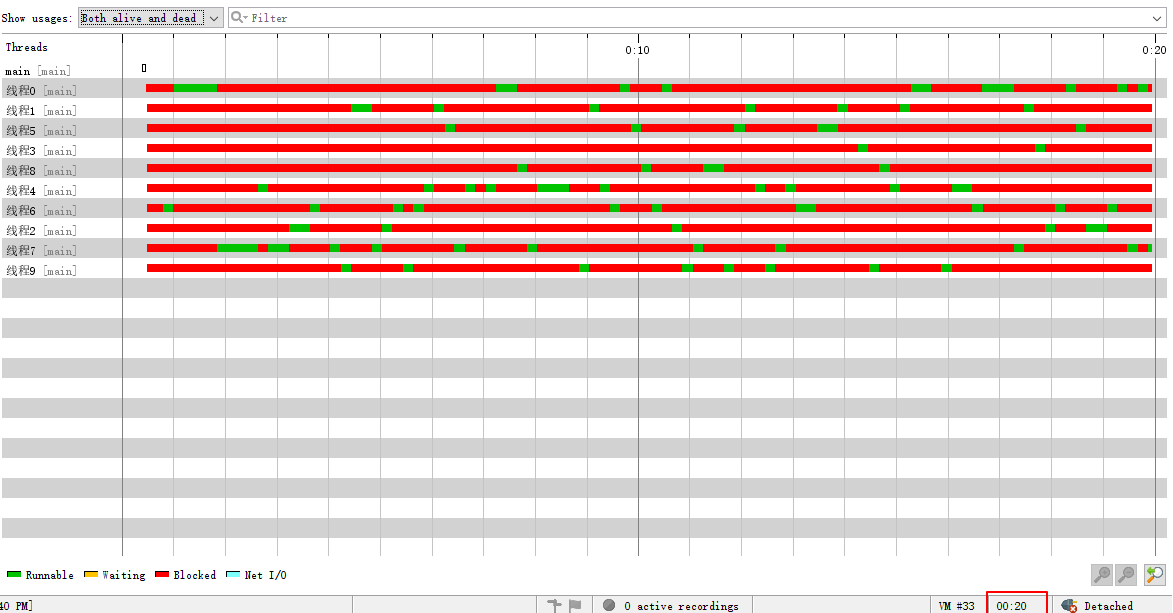 Show usages: Both alive and dead Filter
Threads 0:10 0:20
main [main]
线程0 [main]
线程1 [main]
线程5 [main]
线程3 [main]
线程8 [main]
线程4 [main]
线程6 [main]
线程2 [main]
线程7 [main]
线程9 [main]
Runnable Waiting Blocked Net I/O
40 PM] 0 active recordings VM #33 00:20 Detached